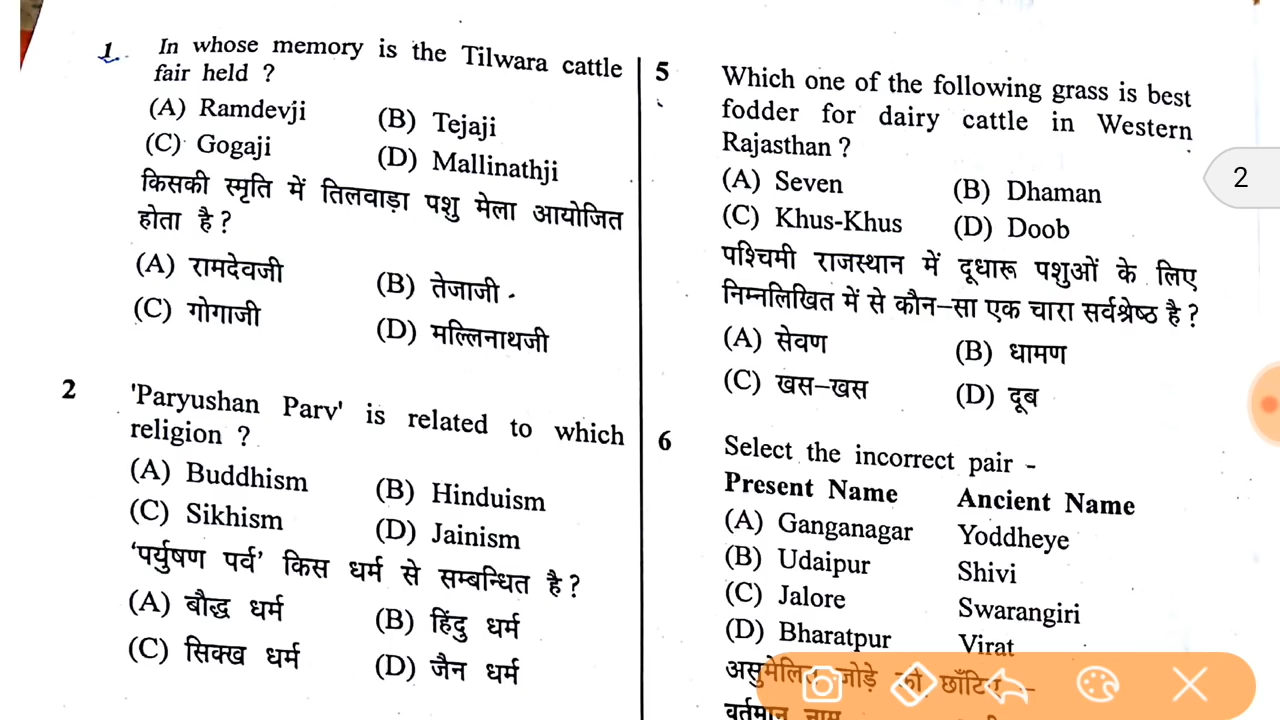 1. In whose memory is the Tilwara cattle
fair held ?
(A) Ramdevji (B) Tejaji
(C) Gogaji (D) Mallinathji
किसकी स्मृति में तिलवाड़ा पशु मेला आयोजित
होता है ?
(A) रामदेवजी (B) तेजाजी
(C) गोगाजी (D) मल्लिनाथजी
2 'Paryushan Parv' is related to which
religion ?
(A) Buddhism (B) Hinduism
(C) Sikhism (D) Jainism
'पर्युषण पर्व' किस धर्म से सम्बन्धित है ?
(A) बौद्ध धर्म (B) हिंदु धर्म
(C) सिक्ख धर्म (D) जैन धर्म
5 Which one of the following grass is best
fodder for dairy cattle in Western
Rajasthan ?
(A) Seven (B) Dhaman
(C) Khus-Khus (D) Doob
पश्चिमी राजस्थान में दूधारू पशुओं के लिए
निम्नलिखित में से कौन-सा एक चारा सर्वश्रेष्ठ है ?
(A) सेवण (B) धामण
(C) खस-खस (D) दूब
6 Select the incorrect pair -
Present Name Ancient Name
(A) Ganganagar Yoddheye
(B) Udaipur Shivi
(C) Jalore Swarangiri
(D) Bharatpur Virat
असुमेलित जोड़े को छाँटिए -
वर्तमान नाम
2